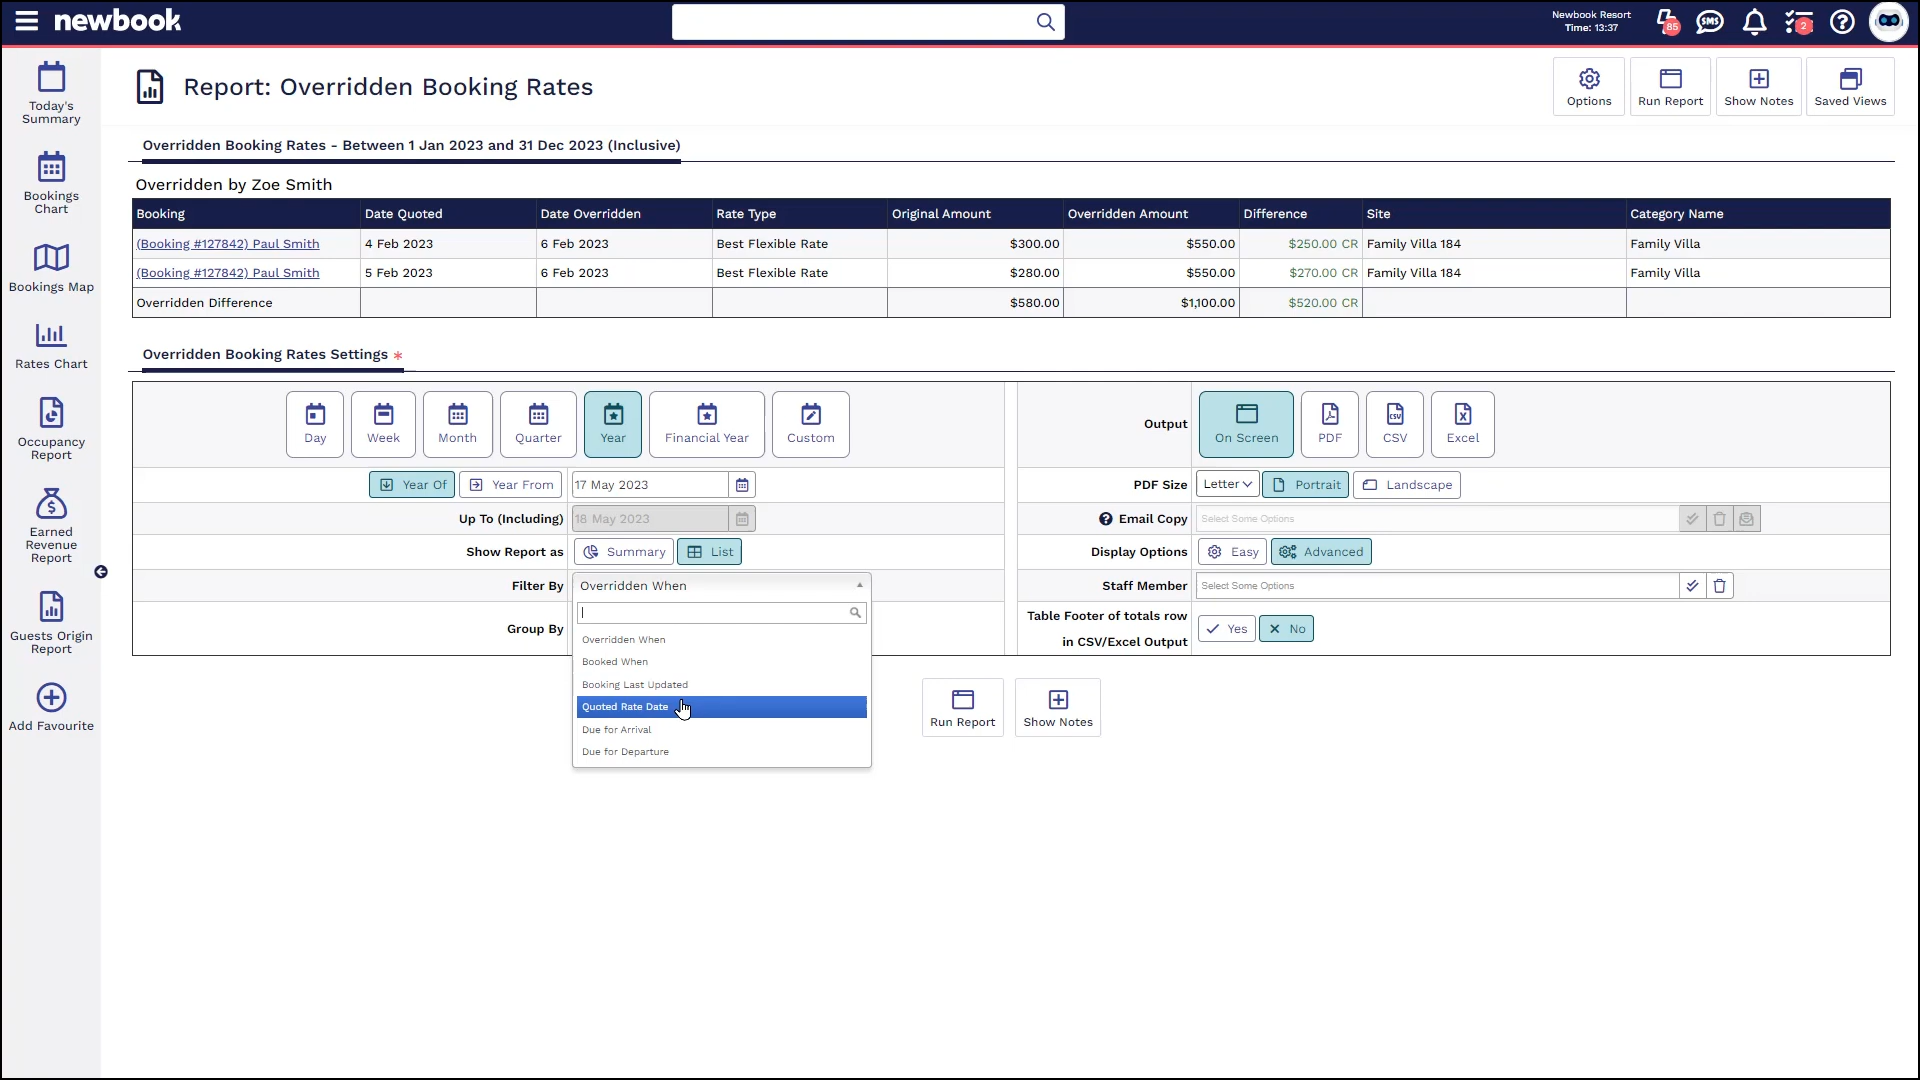 newbook
Newbook Resort
Time: 13:37
85
SMS
2
Today's
Summary
Bookings
Chart
Bookings Map
Rates Chart
Occupancy
Report
Earned
Revenue
Report
Guests Origin
Report
Add Favourite
Report: Overridden Booking Rates
Options
Run Report
Show Notes
Saved Views
Overridden Booking Rates - Between 1 Jan 2023 and 31 Dec 2023 (Inclusive)
Overridden by Zoe Smith
Booking Date Quoted Date Overridden Rate Type Original Amount Overridden Amount Difference Site Category Name
(Booking #127842) Paul Smith 4 Feb 2023 6 Feb 2023 Best Flexible Rate $300.00 $550.00 $250.00 CR Family Villa 184 Family Villa
(Booking #127842) Paul Smith 5 Feb 2023 6 Feb 2023 Best Flexible Rate $280.00 $550.00 $270.00 CR Family Villa 184 Family Villa
Overridden Difference $580.00 $1,100.00 $520.00 CR
Overridden Booking Rates Settings *
Day Week Month Quarter Year Financial Year Custom
Year Of Year From 17 May 2023
Up To (Including) 18 May 2023
Show Report as Summary List
Filter By Overridden When
Group By
Overridden When
Booked When
Booking Last Updated
Quoted Rate Date
Due for Arrival
Due for Departure
Output On Screen PDF CSV CSV Excel
PDF Size Letter Portrait Landscape
Email Copy Select Some Options
Display Options Easy Advanced
Staff Member Select Some Options
Table Footer of totals row
in CSV/Excel Output Yes No
Run Report
Show Notes